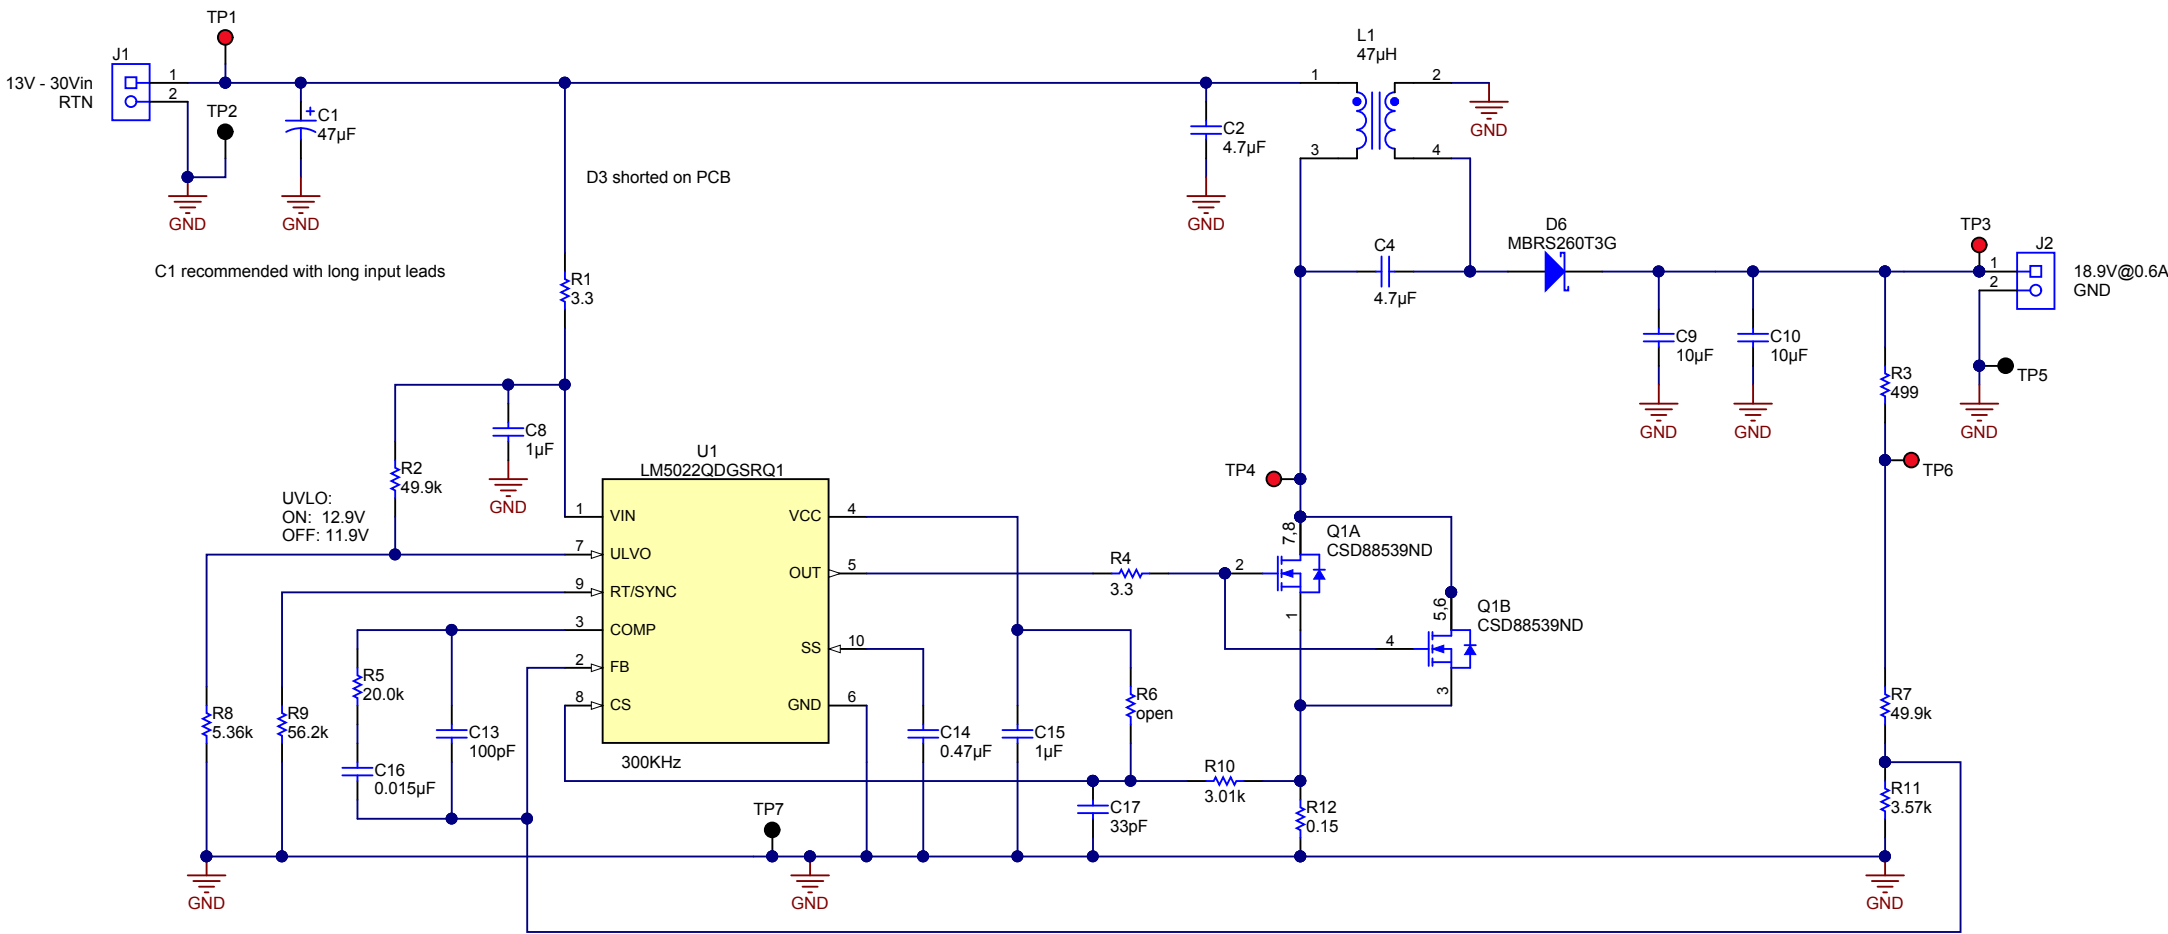 TP1
J1
13V - 30Vin
RTN
1
2
TP2
C1
47µF
+
GND
GND
C1 recommended with long input leads
D3 shorted on PCB
R1
3.3
C2
4.7µF
GND
L1
47µH
1
2
3
4
GND
C4
4.7µF
D6
MBRS260T3G
TP3
J2
1
2
18.9V@0.6A
GND
C9
10µF
GND
C10
10µF
GND
R3
499
TP5
GND
TP6
C8
1µF
GND
R2
49.9k
UVLO:
ON: 12.9V
OFF: 11.9V
U1
LM5022QDGSRQ1
1
VIN
7
ULVO
9
RT/SYNC
3
COMP
2
FB
8
CS
VCC
4
OUT
5
SS
10
GND
6
300KHz
R4
3.3
TP4
2
7,8
1
Q1A
CSD88539ND
4
5,6
3
Q1B
CSD88539ND
R8
5.36k
R9
56.2k
R5
20.0k
C16
0.015µF
C13
100pF
C14
0.47µF
C15
1µF
R6
open
R10
3.01k
C17
33pF
R12
0.15
R7
49.9k
R11
3.57k
TP7
GND
GND
GND